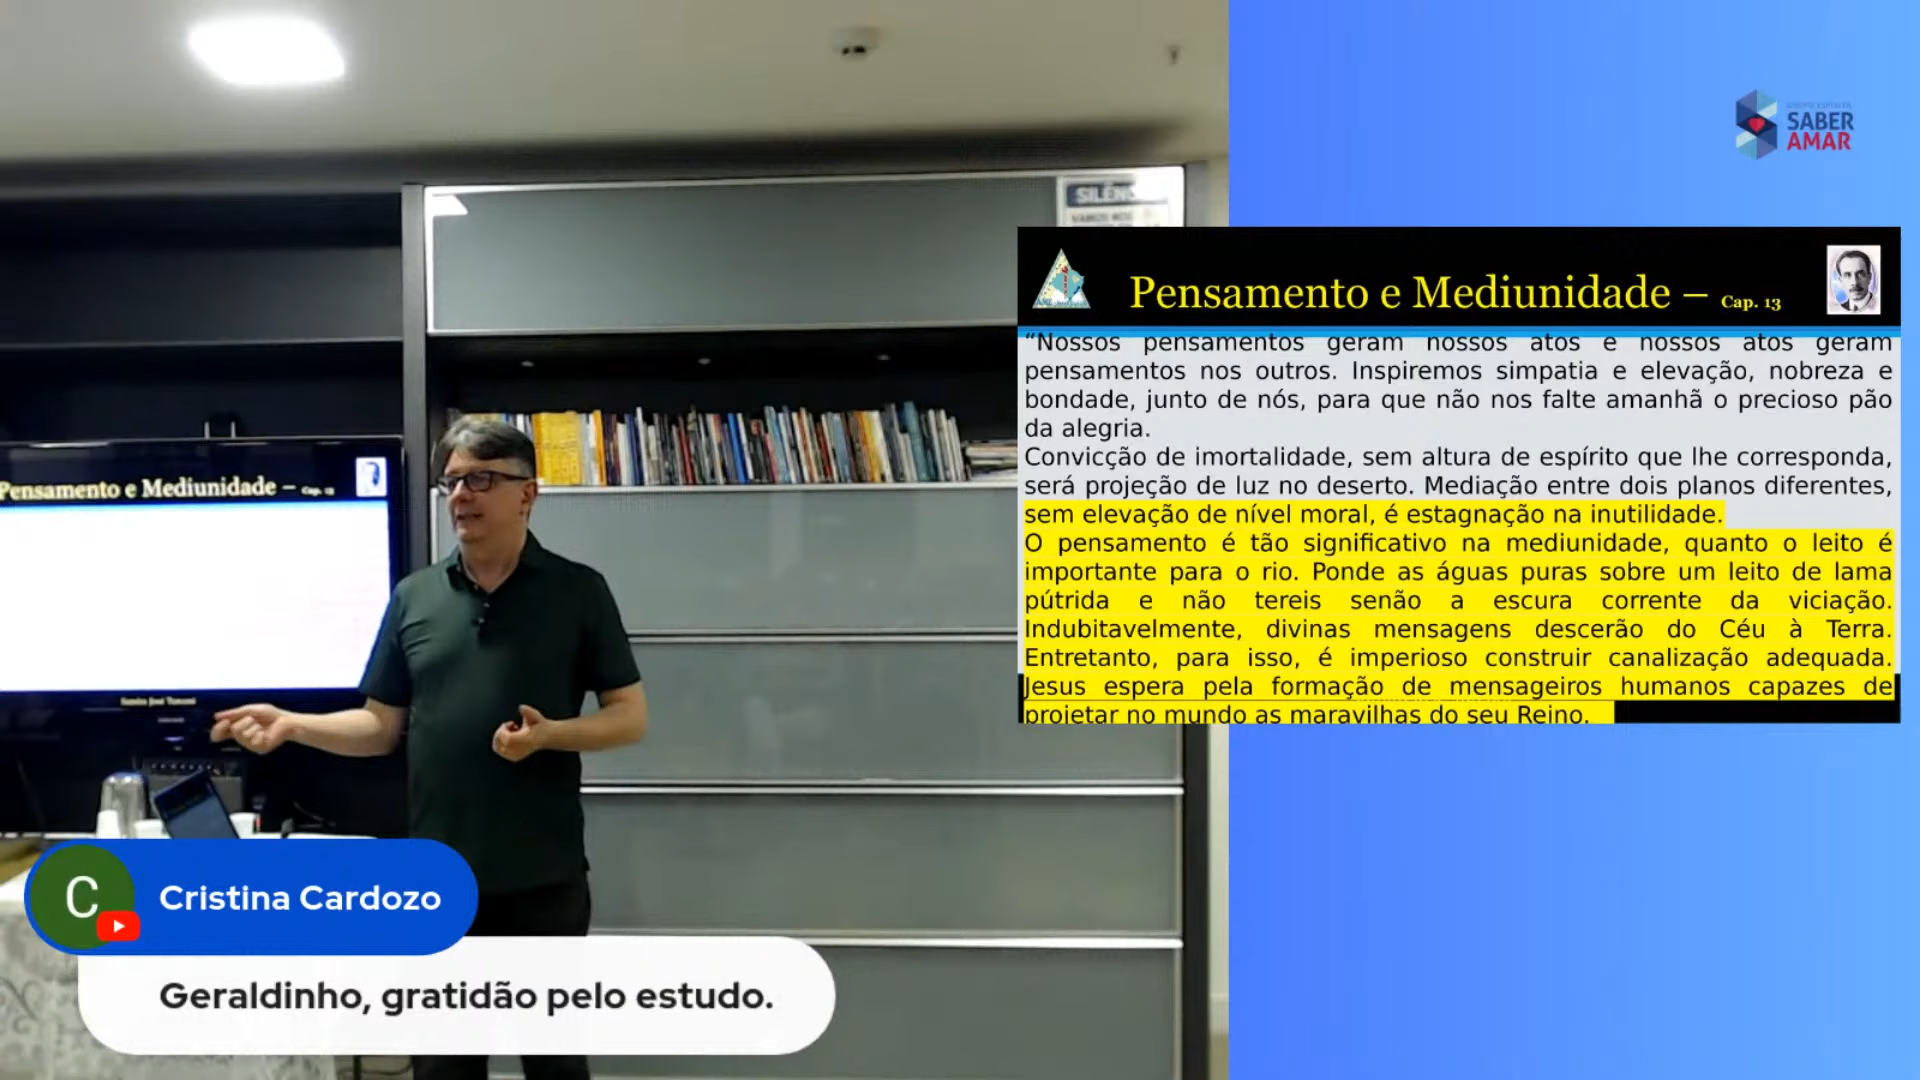 GRUPO ESPÍRITA
SABER
AMAR
SILÊN
Pensamento e Mediunidade – Cap. 13
“Nossos pensamentos geram nossos atos e nossos atos geram
pensamentos nos outros. Inspiremos simpatia e elevação, nobreza e
bondade, junto de nós, para que não nos falte amanhã o precioso pão
da alegria.
Convicção de imortalidade, sem altura de espírito que lhe corresponda,
será projeção de luz no deserto. Mediação entre dois planos diferentes,
sem elevação de nível moral, é estagnação na inutilidade.
O pensamento é tão significativo na mediunidade, quanto o leito é
importante para o rio. Ponde as águas puras sobre um leito de lama
pútrida e não tereis senão a escura corrente da viciação.
Indubitavelmente, divinas mensagens descerão do Céu à Terra.
Entretanto, para isso, é imperioso construir canalização adequada.
Jesus espera pela formação de mensageiros humanos capazes de
projetar no mundo as maravilhas do seu Reino.
Pensamento e Mediunidade –
C
Cristina Cardozo
Geraldinho, gratidão pelo estudo.